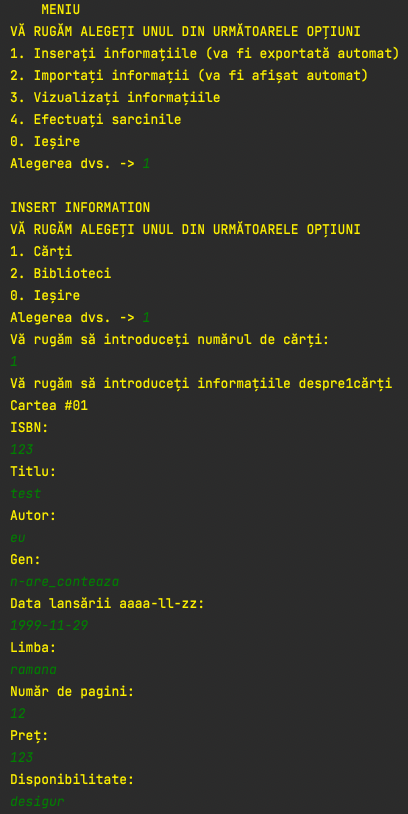 MENIU
VĂ RUGĂM ALEGEȚI UNUL DIN URMĂTOARELE OPȚIUNI
1. Inserați informațiile (va fi exportată automat)
2. Importați informații (va fi afișat automat)
3. Vizualizați informațiile
4. Efectuați sarcinile
0. Ieșire
Alegerea dvs. -> 1
INSERT INFORMATION
VĂ RUGĂM ALEGEȚI UNUL DIN URMĂTOARELE OPȚIUNI
1. Cărți
2. Biblioteci
0. Ieșire
Alegerea dvs. -> 1
Vă rugăm să introduceți numărul de cărți:
1
Vă rugăm să introduceți informațiile despre1cărți
Cartea #01
ISBN:
123
Titlu:
test
Autor:
eu
Gen:
n-are_conteaza
Data lansării aaaa-ll-zz:
1999-11-29
Limba:
ramana
Număr de pagini:
12
Preț:
123
Disponibilitate:
desigur